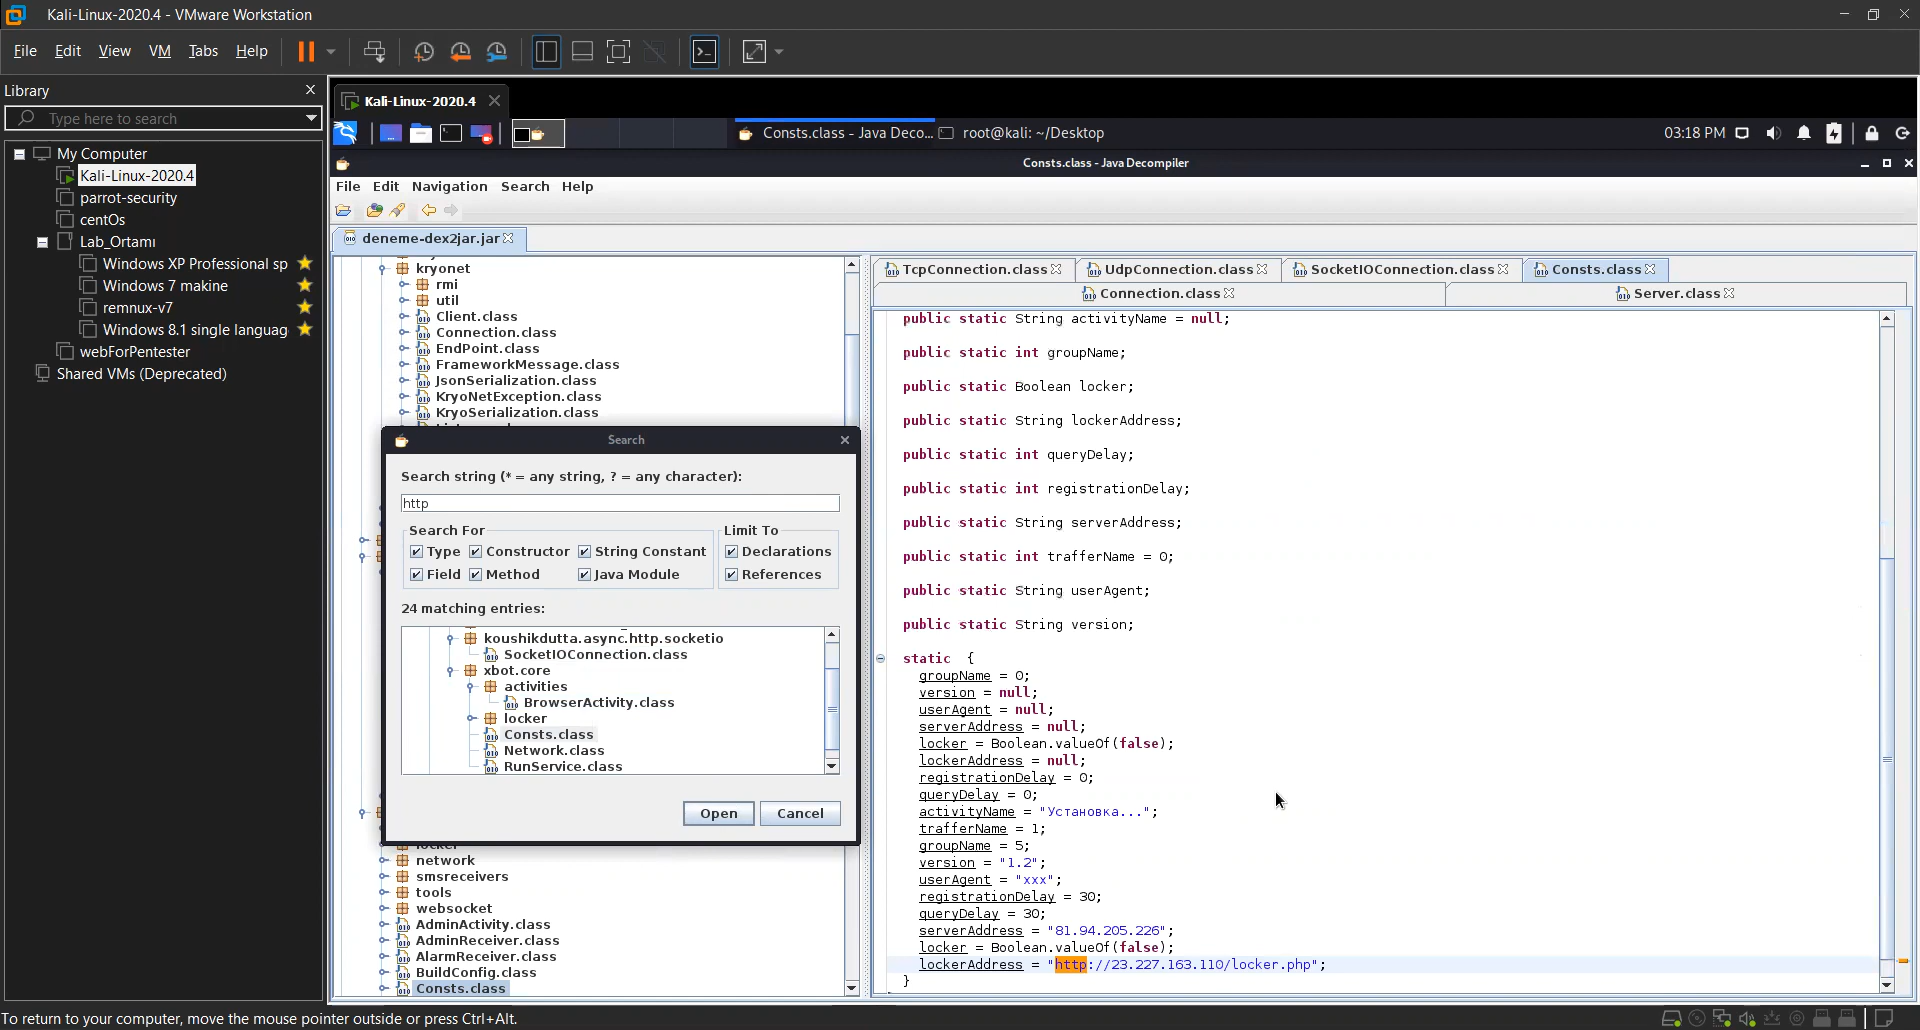 Kali-Linux-2020.4 - VMware Workstation
File Edit View VM Tabs Help
Library
Type here to search
My Computer
Kali-Linux-2020.4
parrot-security
centOs
Lab_Ortamı
Windows XP Professional sp
Windows 7 makine
remnux-v7
Windows 8.1 single languag
webForPentester
Shared VMs (Deprecated)
Kali-Linux-2020.4
Consts.class - Java Deco...
root@kali: ~/Desktop
03:18 PM
Consts.class - Java Decompiler
File Edit Navigation Search Help
deneme-dex2jar.jar
kryonet
rmi
util
Client.class
Connection.class
EndPoint.class
FrameworkMessage.class
JsonSerialization.class
KryoNetException.class
KryoSerialization.class
Search
Search string (* = any string, ? = any character):
http
Search For
Limit To
Type Constructor String Constant
Declarations
Field Method Java Module
References
24 matching entries:
koushikdutta.async.http.socketio
SocketIOConnection.class
xbot.core
activities
BrowserActivity.class
locker
Consts.class
Network.class
RunService.class
Open Cancel
locker
network
smsreceivers
tools
websocket
AdminActivity.class
AdminReceiver.class
AlarmReceiver.class
BuildConfig.class
Consts.class
TcpConnection.class UdpConnection.class SocketIOConnection.class Consts.class
Connection.class Server.class
public static String activityName = null;
public static int groupName;
public static Boolean locker;
public static String lockerAddress;
public static int queryDelay;
public static int registrationDelay;
public static String serverAddress;
public static int trafferName = 0;
public static String userAgent;
public static String version;
static {
groupName = 0;
version = null;
userAgent = null;
serverAddress = null;
locker = Boolean.valueOf(false);
lockerAddress = null;
registrationDelay = 0;
queryDelay = 0;
activityName = "Установка...";
trafferName = 1;
groupName = 5;
version = "1.2";
userAgent = "xxx";
registrationDelay = 30;
queryDelay = 30;
serverAddress = "81.94.205.226";
locker = Boolean.valueOf(false);
lockerAddress = "http://23.227.163.110/locker.php";
}
To return to your computer, move the mouse pointer outside or press Ctrl+Alt.